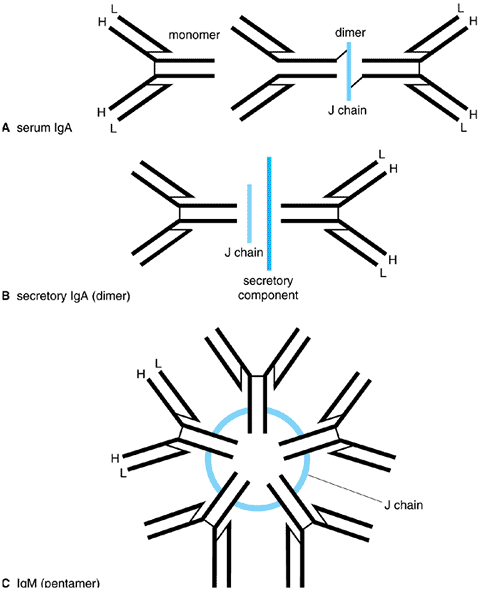 L
H
monomer
dimer
L
H
H
L
J chain
H
L
A serum IgA
L
H
J chain
H
L
secretory
component
B secretory IgA (dimer)
L
H
H
L
J chain
C IgM (pentamer)